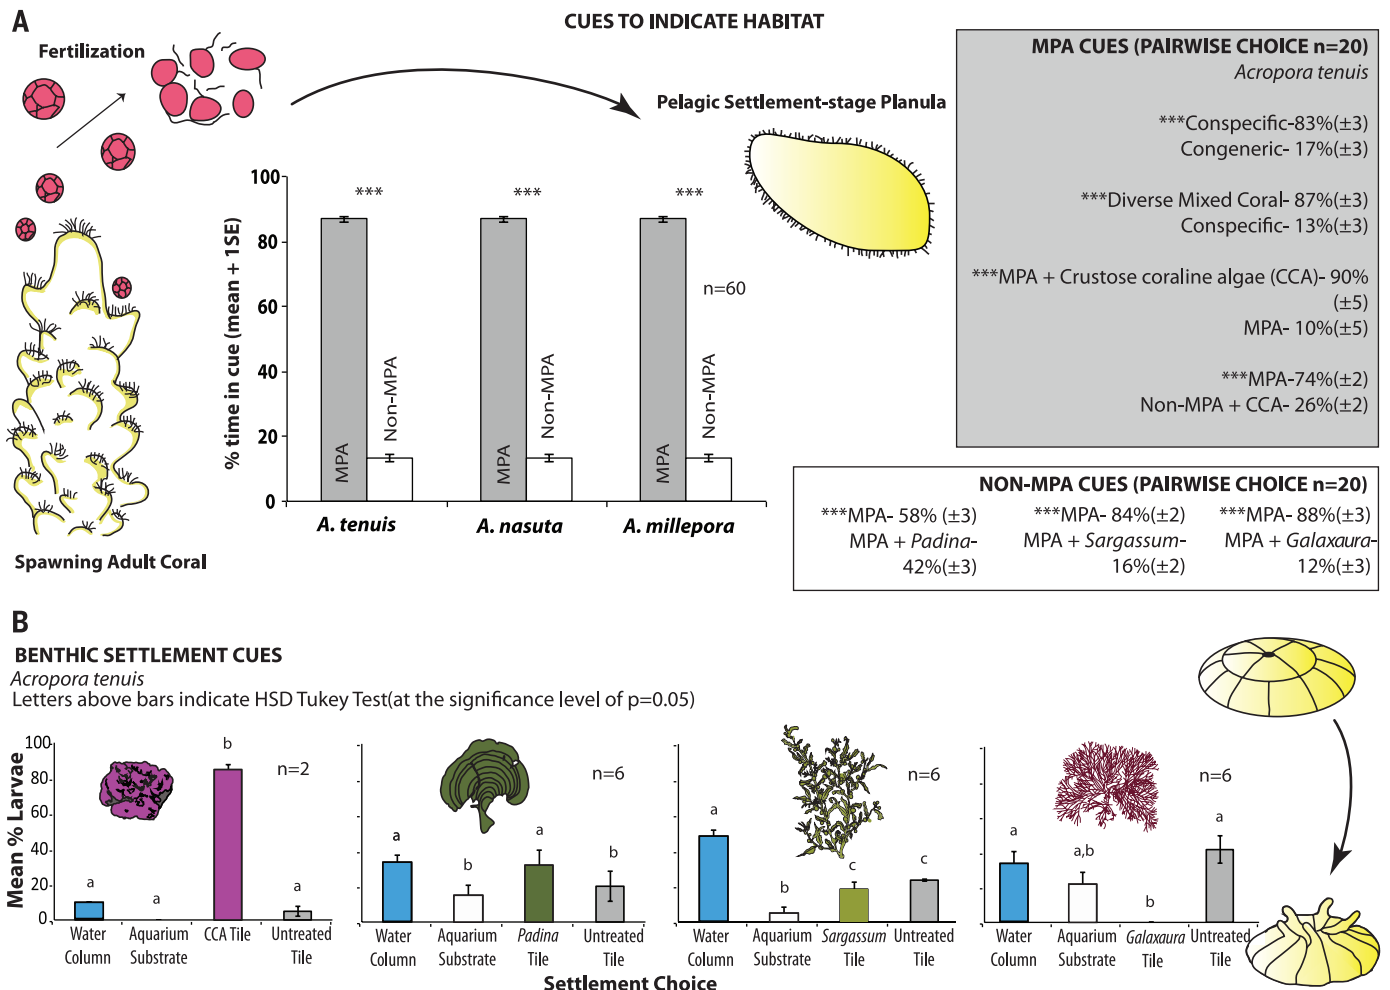 A
CUES TO INDICATE HABITAT
Fertilization
Pelagic Settlement-stage Planula
Spawning Adult Coral
% time in cue (mean + 1SE)
100
80
60
40
20
0
***
***
***
n=60
MPA
Non-MPA
MPA
Non-MPA
MPA
Non-MPA
A. tenuis
A. nasuta
A. millepora
MPA CUES (PAIRWISE CHOICE n=20)
Acropora tenuis
***Conspecific-83%(±3)
Congeneric- 17%(±3)
***Diverse Mixed Coral- 87%(±3)
Conspecific- 13%(±3)
***MPA + Crustose coraline algae (CCA)- 90%
(±5)
MPA- 10%(±5)
***MPA-74%(±2)
Non-MPA + CCA- 26%(±2)
NON-MPA CUES (PAIRWISE CHOICE n=20)
***MPA- 58% (±3)
MPA + Padina-
42%(±3)
***MPA- 84%(±2)
MPA + Sargassum-
16%(±2)
***MPA- 88%(±3)
MPA + Galaxaura-
12%(±3)
B
BENTHIC SETTLEMENT CUES
Acropora tenuis
Letters above bars indicate HSD Tukey Test(at the significance level of p=0.05)
Mean % Larvae
100
80
60
40
20
0
n=2
a
a
b
a
Water
Column
Aquarium
Substrate
CCA Tile
Untreated
Tile
n=6
a
b
a
b
Water
Column
Aquarium
Substrate
Padina
Tile
Untreated
Tile
n=6
a
b
c
c
Water
Column
Aquarium
Substrate
Sargassum
Tile
Untreated
Tile
n=6
a
a,b
b
a
Water
Column
Aquarium
Substrate
Galaxaura
Tile
Untreated
Tile
Settlement Choice